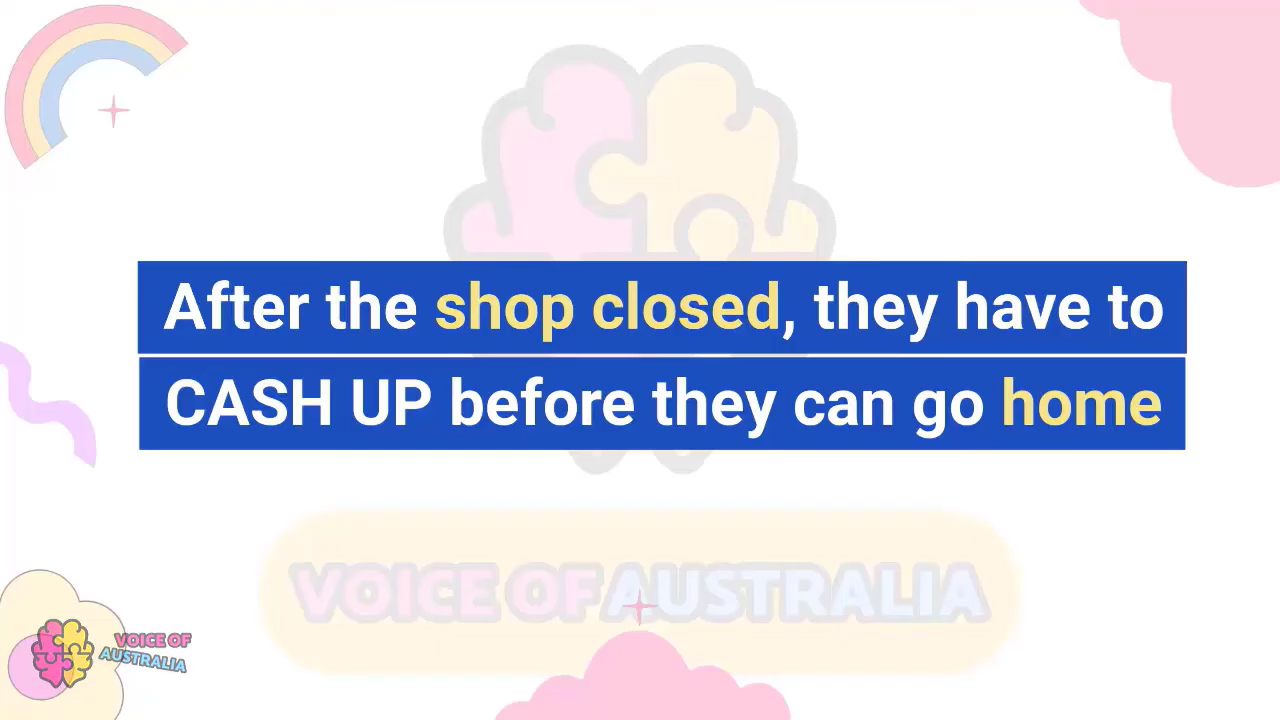 After the shop closed, they have to
CASH UP before they can go home
VOICE OF AUSTRALIA
VOICE OF
AUSTRALIA